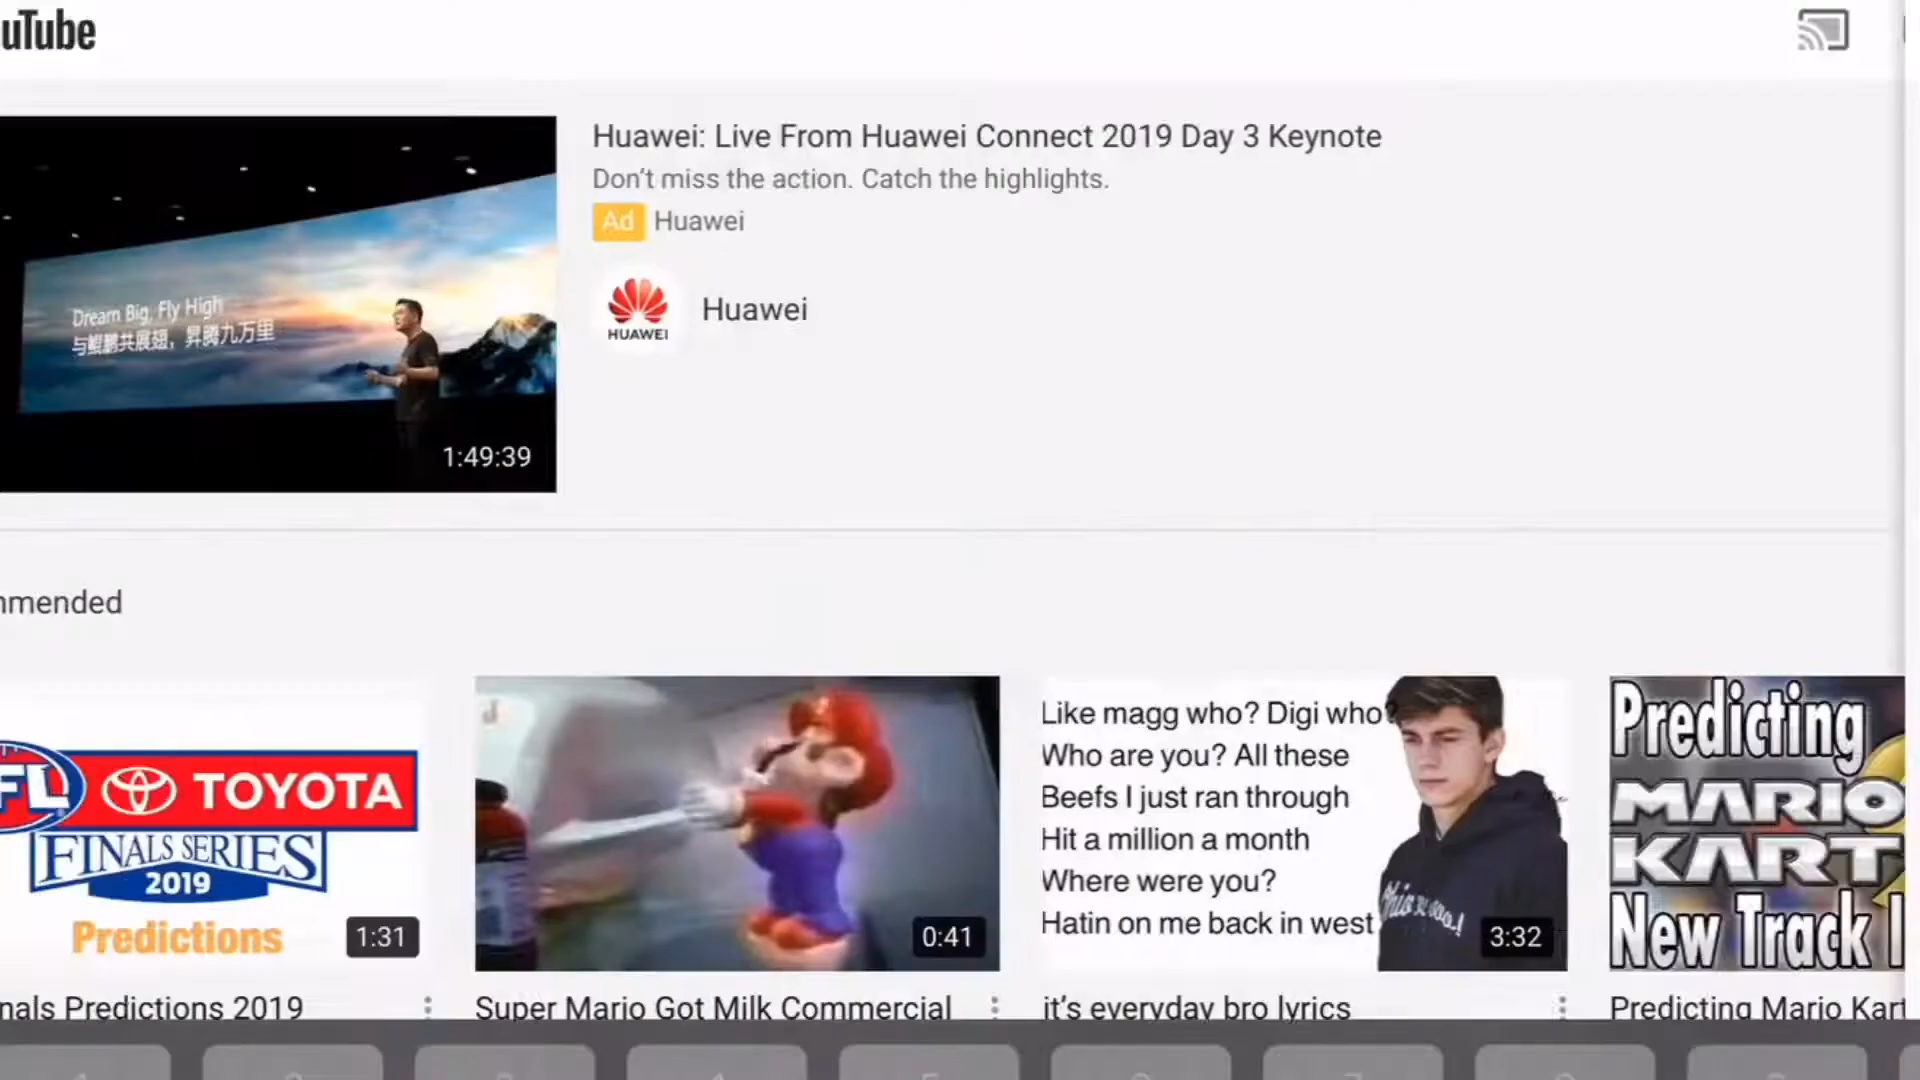 uTube
Huawei: Live From Huawei Connect 2019 Day 3 Keynote
Don't miss the action. Catch the highlights.
Ad Huawei
HUAWEI
Huawei
Dream Big, Fly High
与鲲鹏共展翅，昇腾九万里
1:49:39
mmended
FL TOYOTA
FINALS SERIES
2019
Predictions
1:31
0:41
Like magg who? Digi who?
Who are you? All these
Beefs I just ran through
Hit a million a month
Where were you?
Hatin on me back in west
3:32
Predicting
MARIO
KART
New Track I
nals Predictions 2019
Super Mario Got Milk Commercial
it's everyday bro lyrics
Predicting Mario Kart